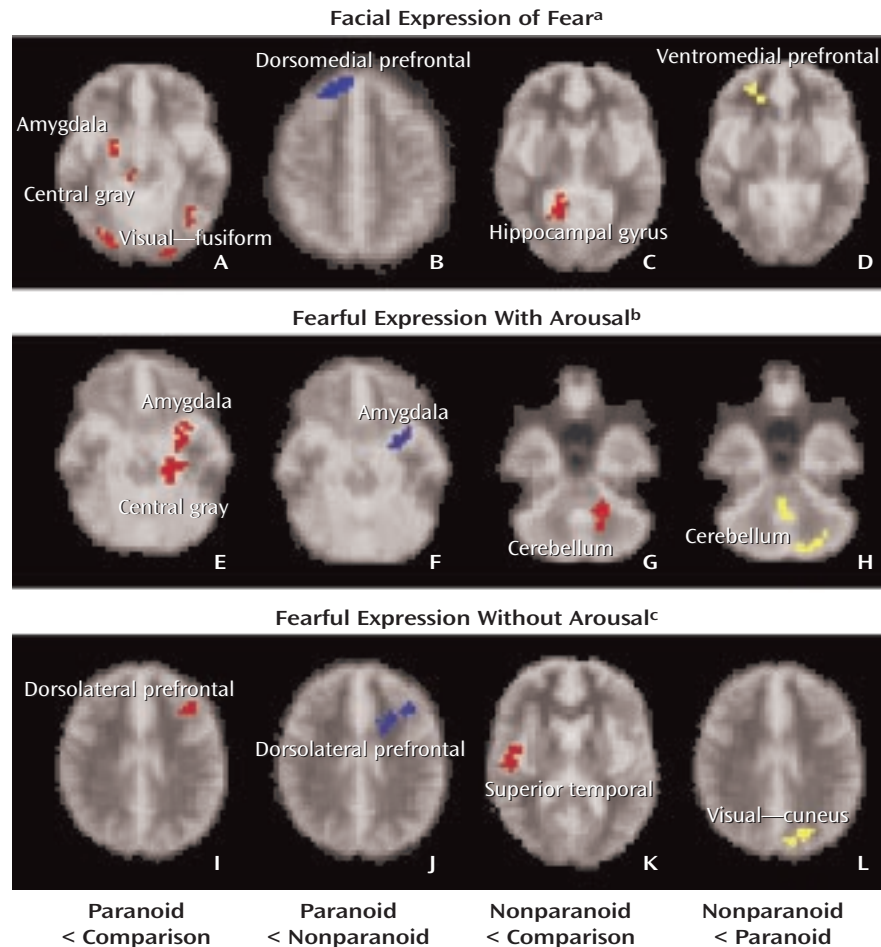 Facial Expression of Fearᵃ
Dorsomedial prefrontal
Ventromedial prefrontal
Amygdala
Central gray
Visual—fusiform
Hippocampal gyrus
A
B
C
D
Fearful Expression With Arousalᵇ
Amygdala
Amygdala
Central gray
Cerebellum
Cerebellum
E
F
G
H
Fearful Expression Without Arousalᶜ
Dorsolateral prefrontal
Dorsolateral prefrontal
Superior temporal
Visual—cuneus
I
J
K
L
Paranoid
< Comparison
Paranoid
< Nonparanoid
Nonparanoid
< Comparison
Nonparanoid
< Paranoid